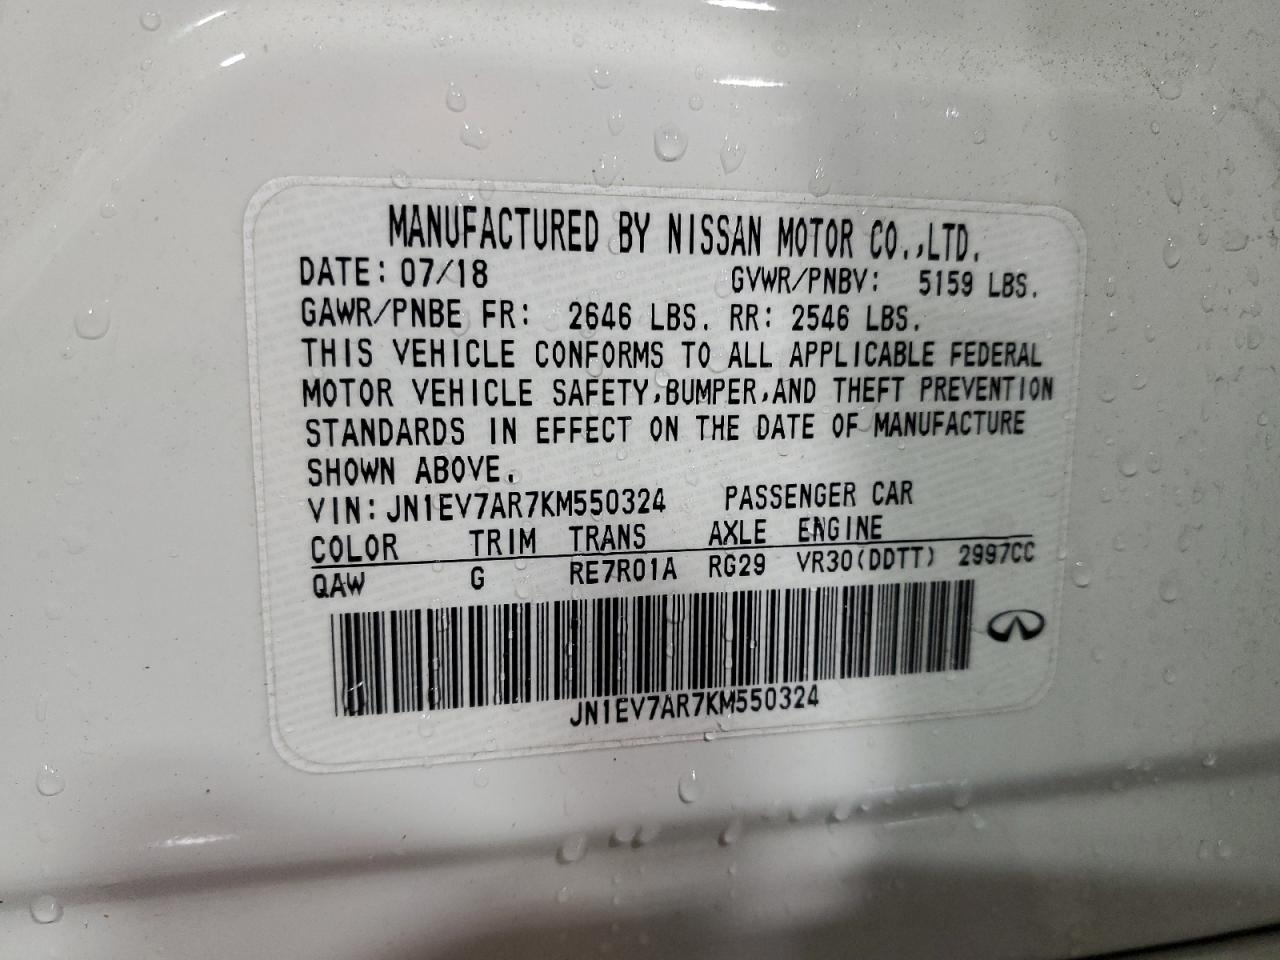 MANUFACTURED BY NISSAN MOTOR CO.,LTD.
DATE: 07/18 GVWR/PNBV: 5159 LBS.
GAWR/PNBE FR: 2646 LBS. RR: 2546 LBS.
THIS VEHICLE CONFORMS TO ALL APPLICABLE FEDERAL
MOTOR VEHICLE SAFETY,BUMPER,AND THEFT PREVENTION
STANDARDS IN EFFECT ON THE DATE OF MANUFACTURE
SHOWN ABOVE.
VIN: JN1EV7AR7KM550324 PASSENGER CAR
COLOR TRIM TRANS AXLE ENGINE
QAW G RE7R01A RG29 VR30(DDTT) 2997CC
JN1EV7AR7KM550324